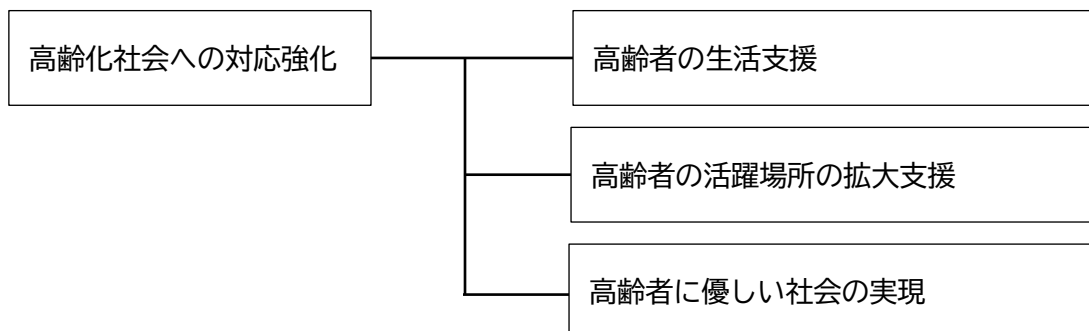 高齢化社会への対応強化
高齢者の生活支援
高齢者の活躍場所の拡大支援
高齢者に優しい社会の実現